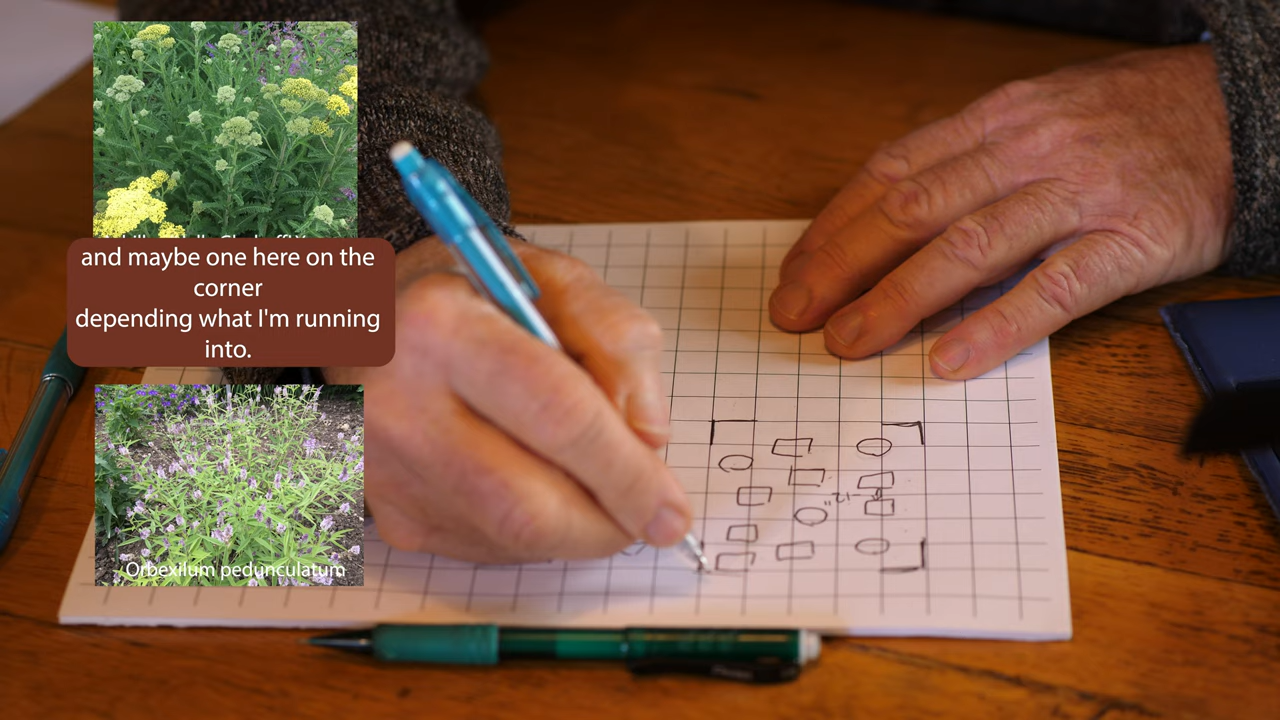 and maybe one here on the
corner
depending what I'm running
into.
Orbexilum pedunculatum